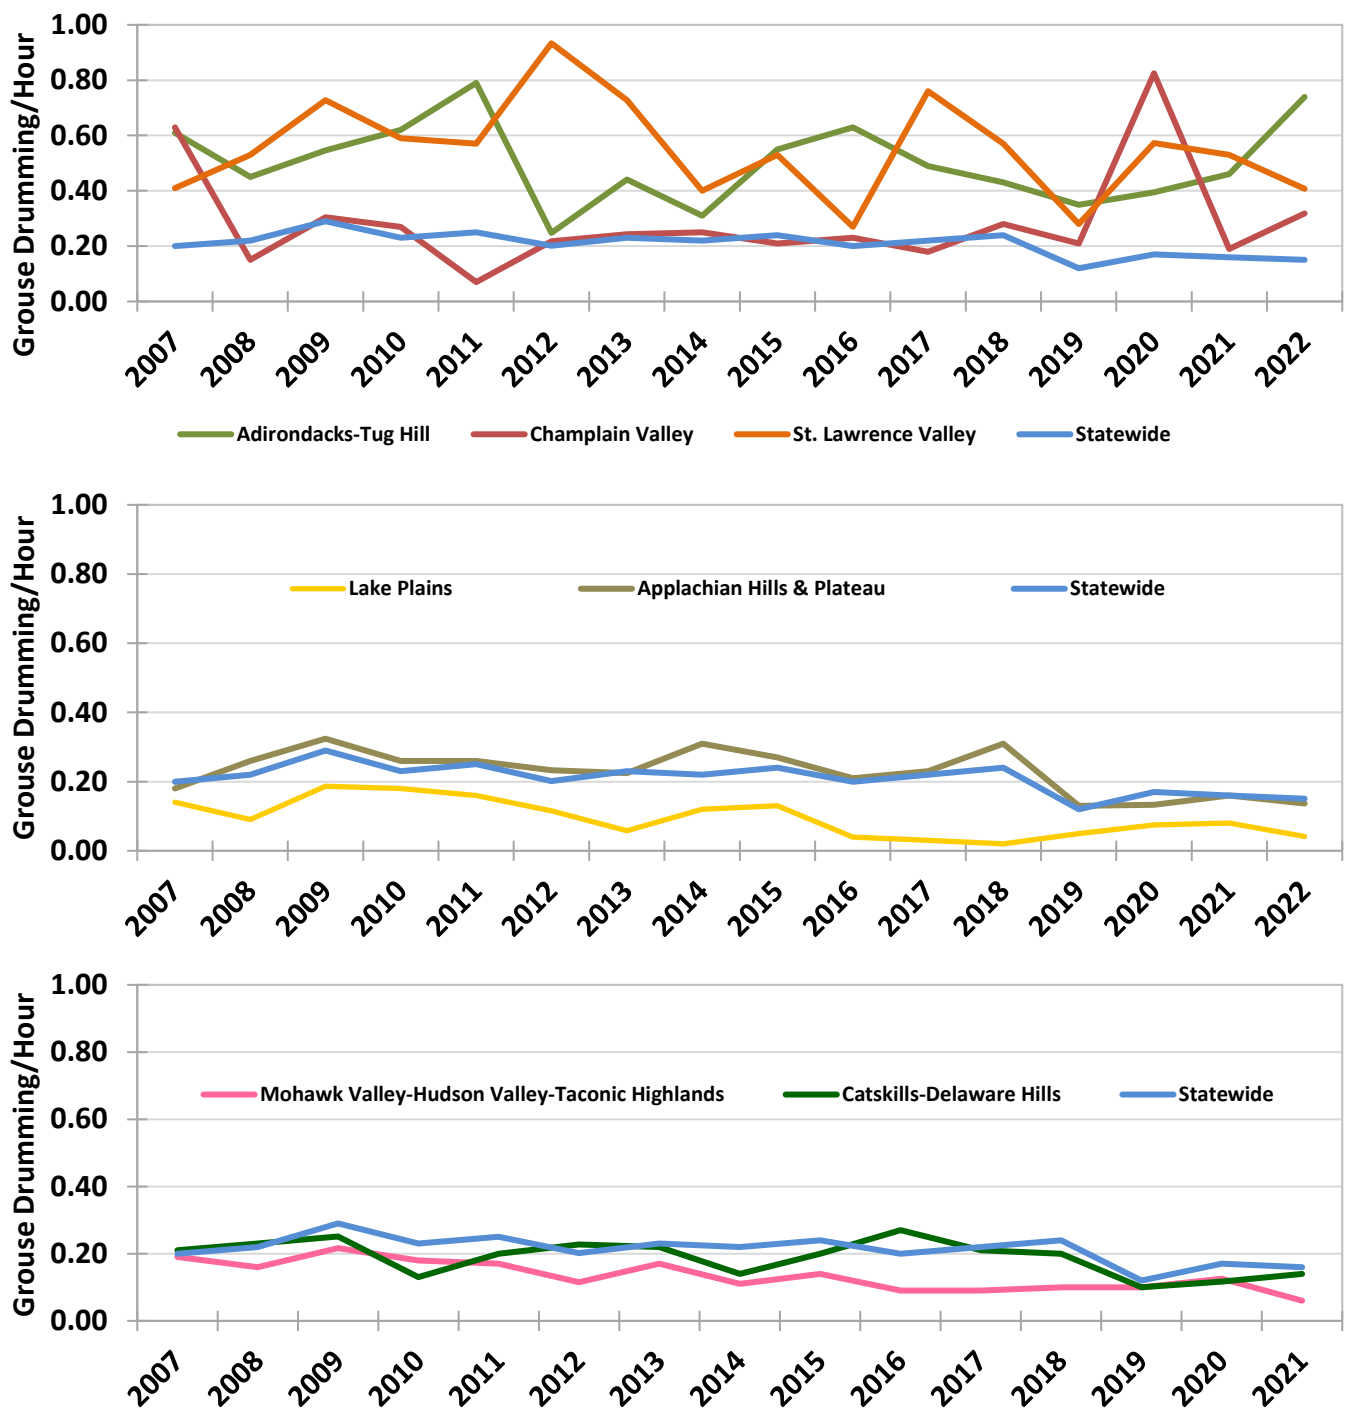 Grouse Drumming/Hour
1.00
0.80
0.60
0.40
0.20
0.00
2007 2008 2009 2010 2011 2012 2013 2014 2015 2016 2017 2018 2019 2020 2021 2022
Adirondacks-Tug Hill Champlain Valley St. Lawrence Valley Statewide
Grouse Drumming/Hour
1.00
0.80
0.60
0.40
0.20
0.00
Lake Plains Applachian Hills & Plateau Statewide
2007 2008 2009 2010 2011 2012 2013 2014 2015 2016 2017 2018 2019 2020 2021 2022
Grouse Drumming/Hour
1.00
0.80
0.60
0.40
0.20
0.00
Mohawk Valley-Hudson Valley-Taconic Highlands Catskills-Delaware Hills Statewide
2007 2008 2009 2010 2011 2012 2013 2014 2015 2016 2017 2018 2019 2020 2021